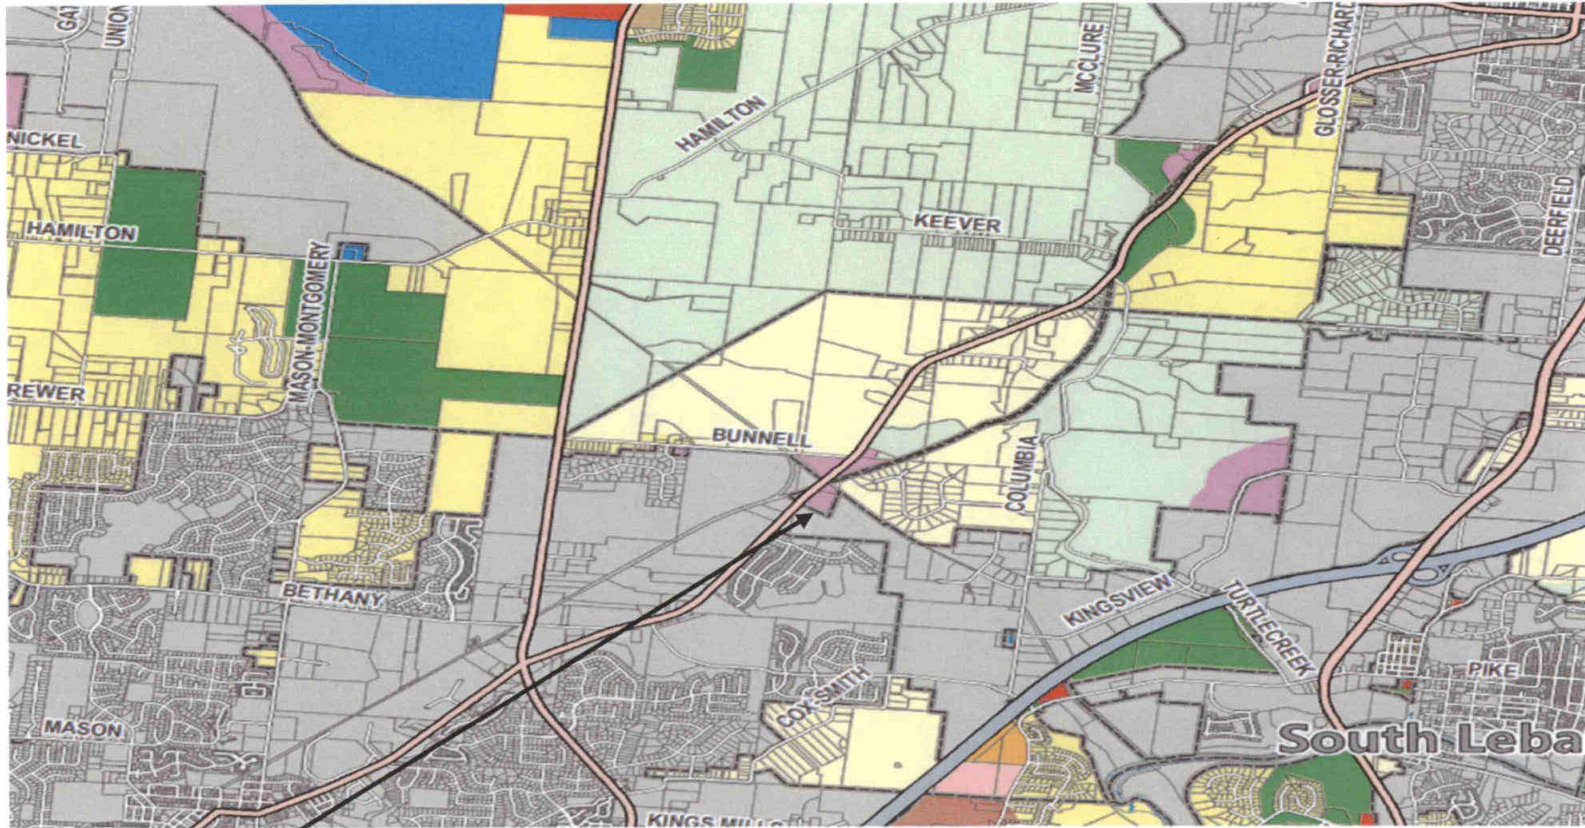 GAT
UNION
MCCLURE
GLOSSER-RICHARD
NICKEL
HAMILTON
HAMILTON
KEEVER
DEERFIELD
MASON-MONTGOMERY
REWER
BUNNELL
COLUMBIA
BETHANY
KINGSVIEW
TURTLECREEK
PIKE
COX-SMITH
MASON
South Leba
KINGS MILLS